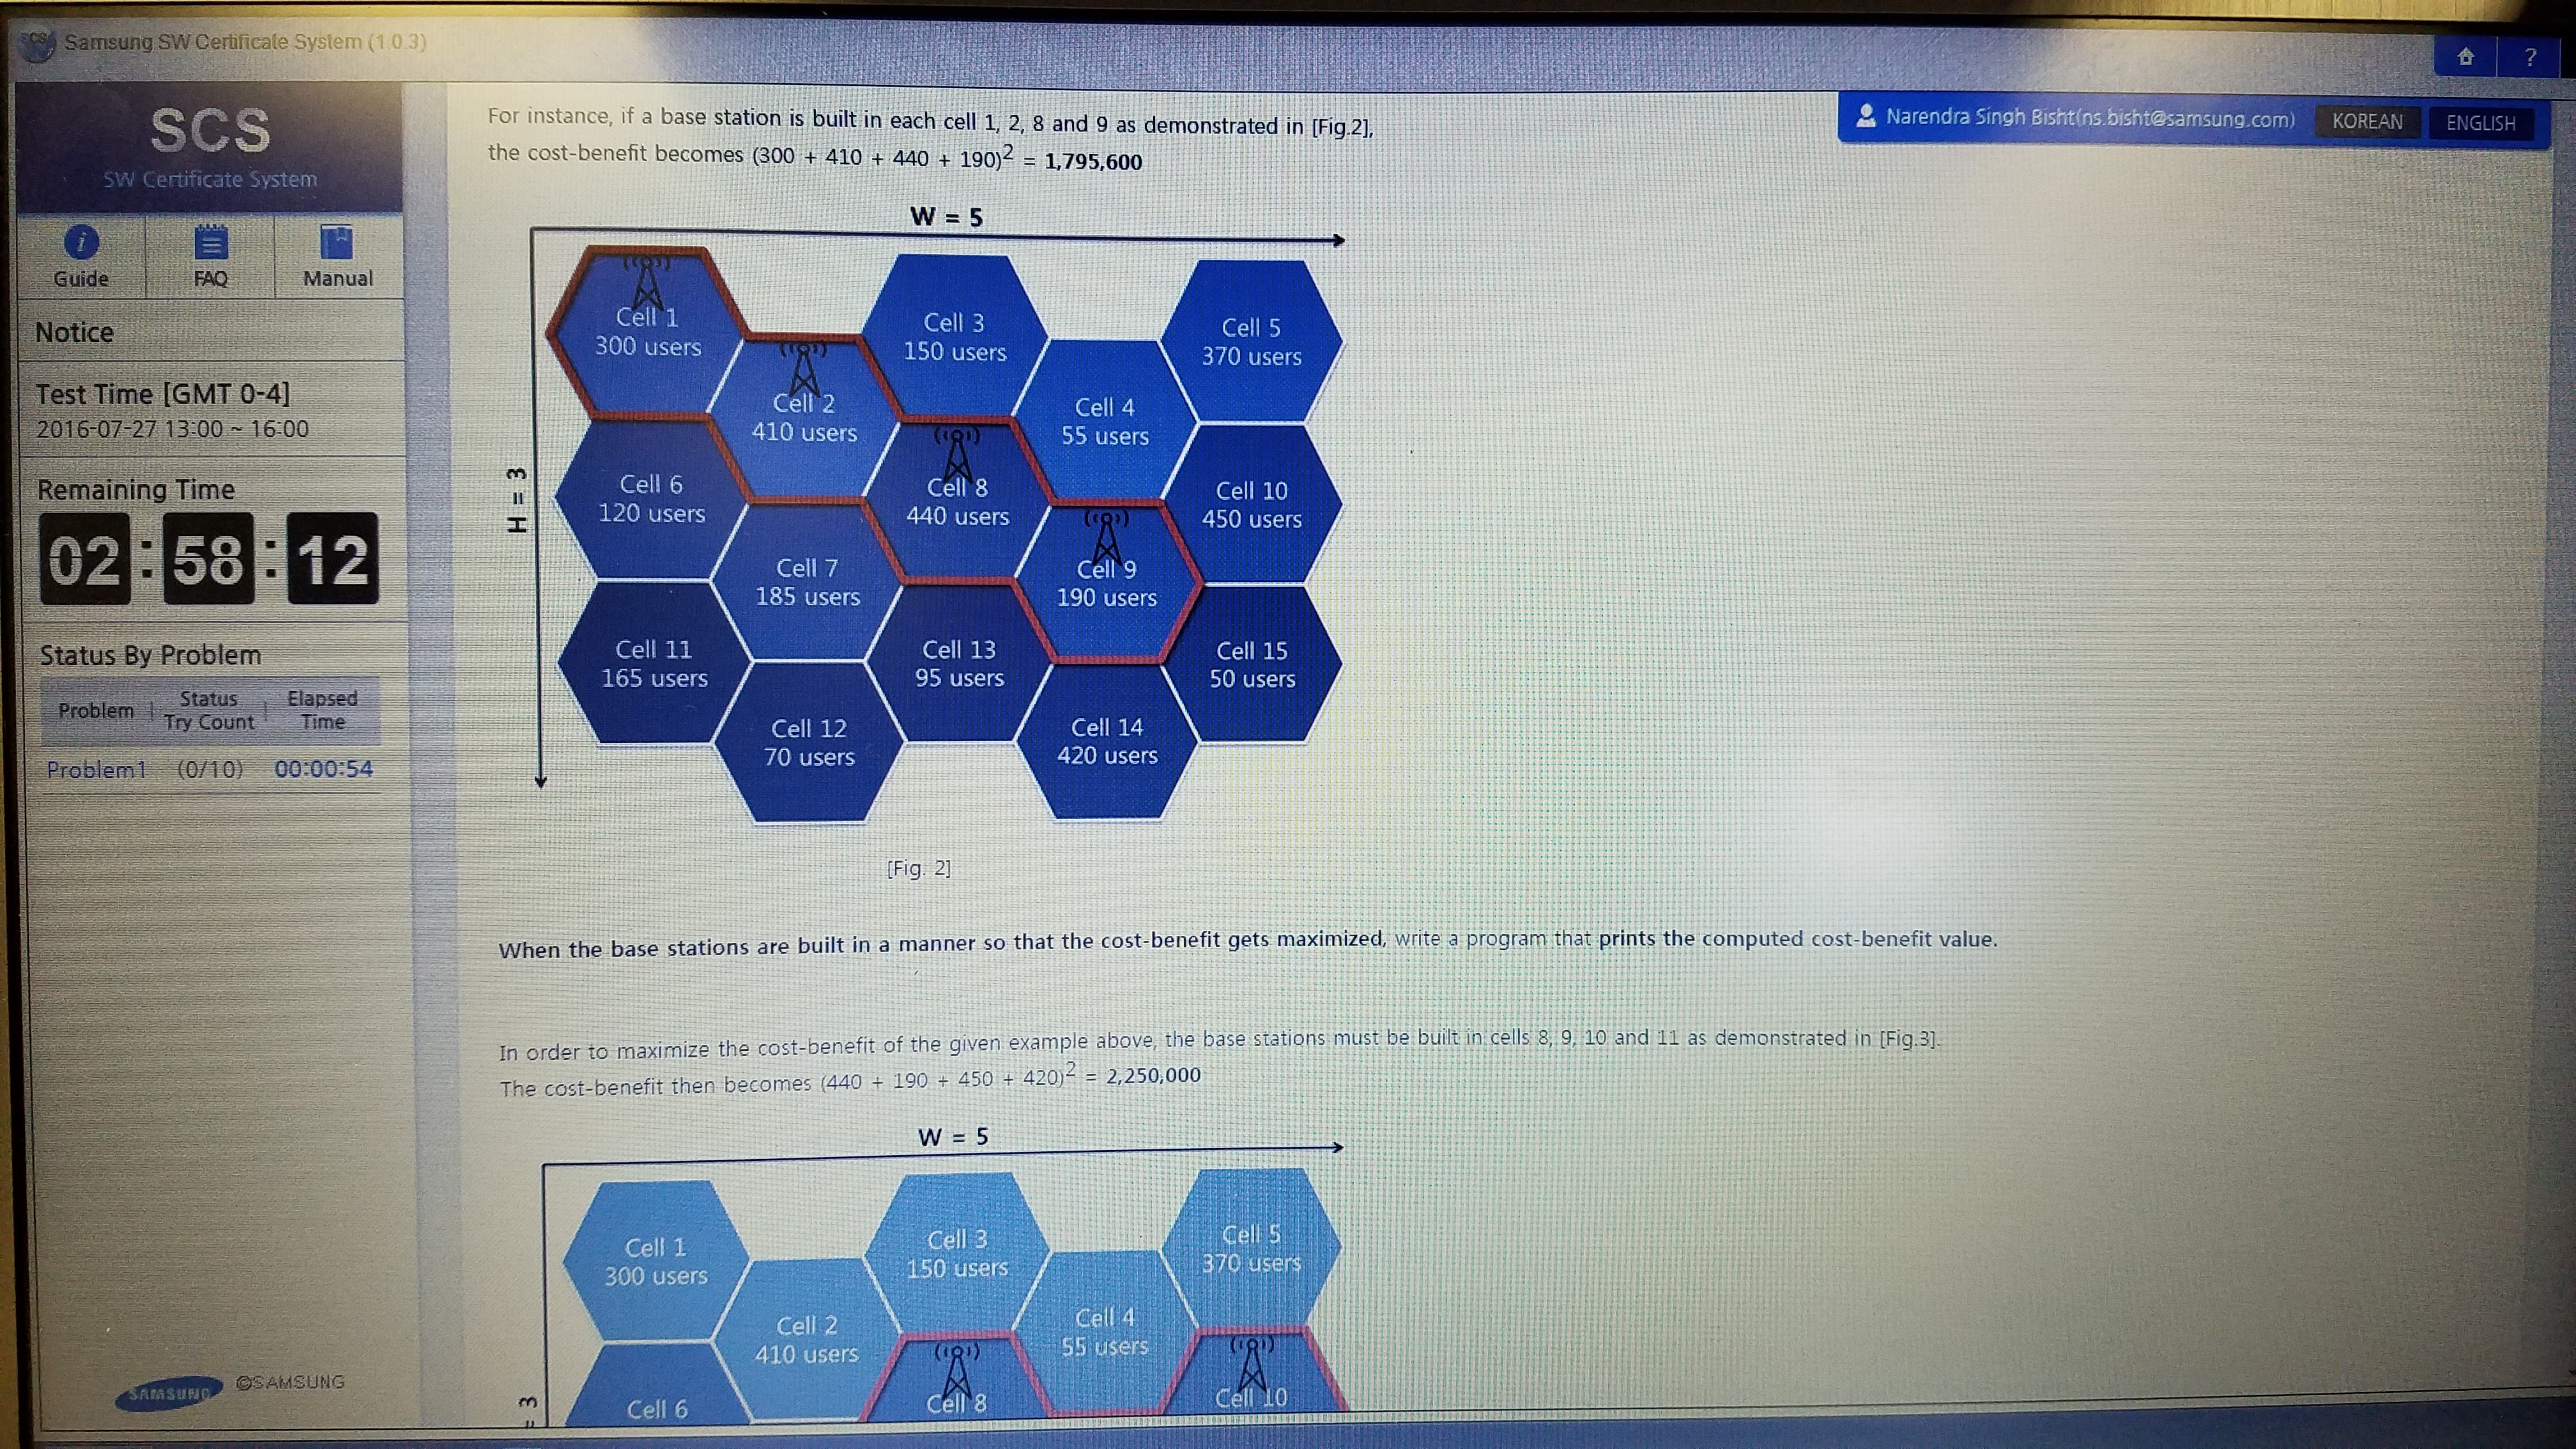 SCS Samsung SW Certificate System (1.0.3)
?
Narendra Singh Bisht(ns.bisht@samsung.com)
KOREAN
ENGLISH
SCS
SW Certificate System
i
Guide
FAQ
Manual
Notice
Test Time [GMT 0-4]
2016-07-27 13:00 ~ 16:00
Remaining Time
02:58:12
Status By Problem
Problem
Status
Try Count
Elapsed
Time
Problem1 (0/10) 00:00:54
SAMSUNG ©SAMSUNG
For instance, if a base station is built in each cell 1, 2, 8 and 9 as demonstrated in [Fig.2],
the cost-benefit becomes (300 + 410 + 440 + 190)² = 1,795,600
W = 5
H = 3
Cell 1
300 users
Cell 2
410 users
Cell 3
150 users
Cell 4
55 users
Cell 5
370 users
Cell 6
120 users
Cell 7
185 users
Cell 8
440 users
Cell 9
190 users
Cell 10
450 users
Cell 11
165 users
Cell 12
70 users
Cell 13
95 users
Cell 14
420 users
Cell 15
50 users
[Fig. 2]
When the base stations are built in a manner so that the cost-benefit gets maximized, write a program that prints the computed cost-benefit value.
In order to maximize the cost-benefit of the given example above, the base stations must be built in cells 8, 9, 10 and 11 as demonstrated in [Fig.3].
The cost-benefit then becomes (440 + 190 + 450 + 420)² = 2,250,000
W = 5
= 3
Cell 1
300 users
Cell 2
410 users
Cell 3
150 users
Cell 4
55 users
Cell 5
370 users
Cell 6
Cell 8
Cell 10